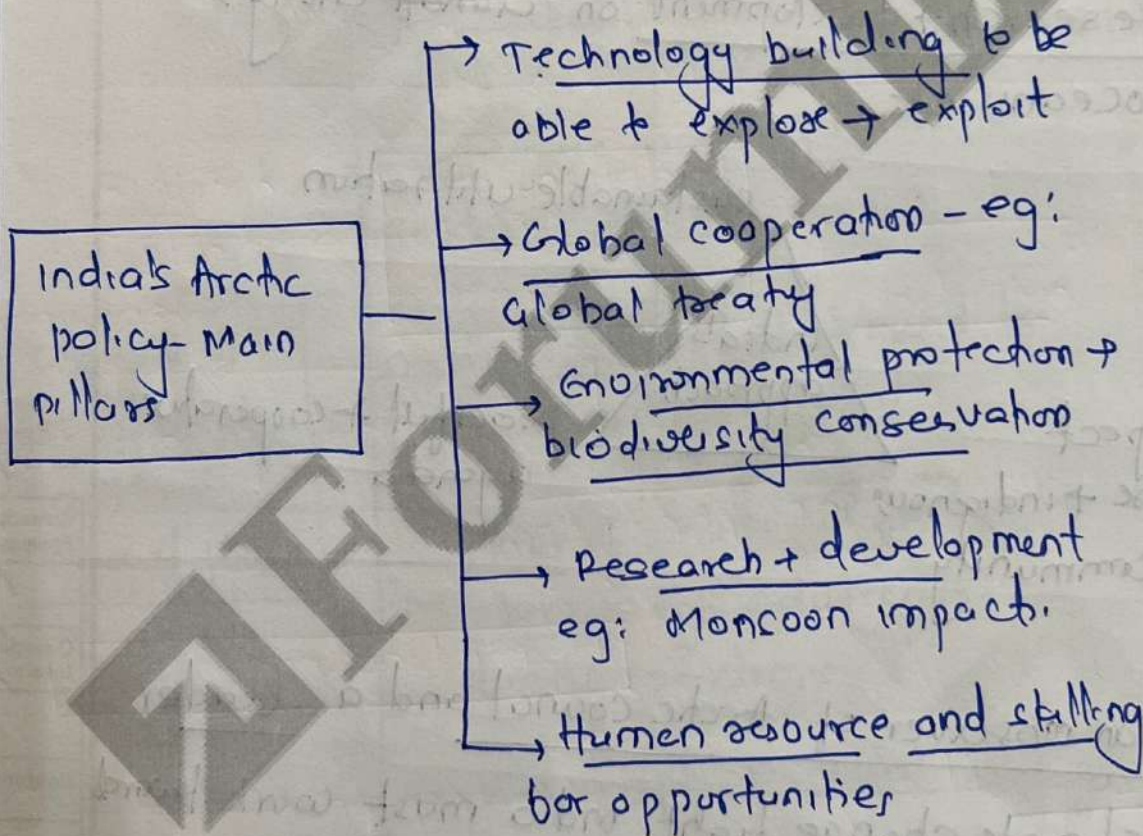 Technology building to be
able to explore → exploit
→ Global cooperation - eg:
Global treaty
India's Arctic
policy - Main
pillars
→ Environmental protection +
biodiversity conservation
→ Research + development
eg: Monsoon impact.
→ Human resource and skilling
for opportunities
Forum